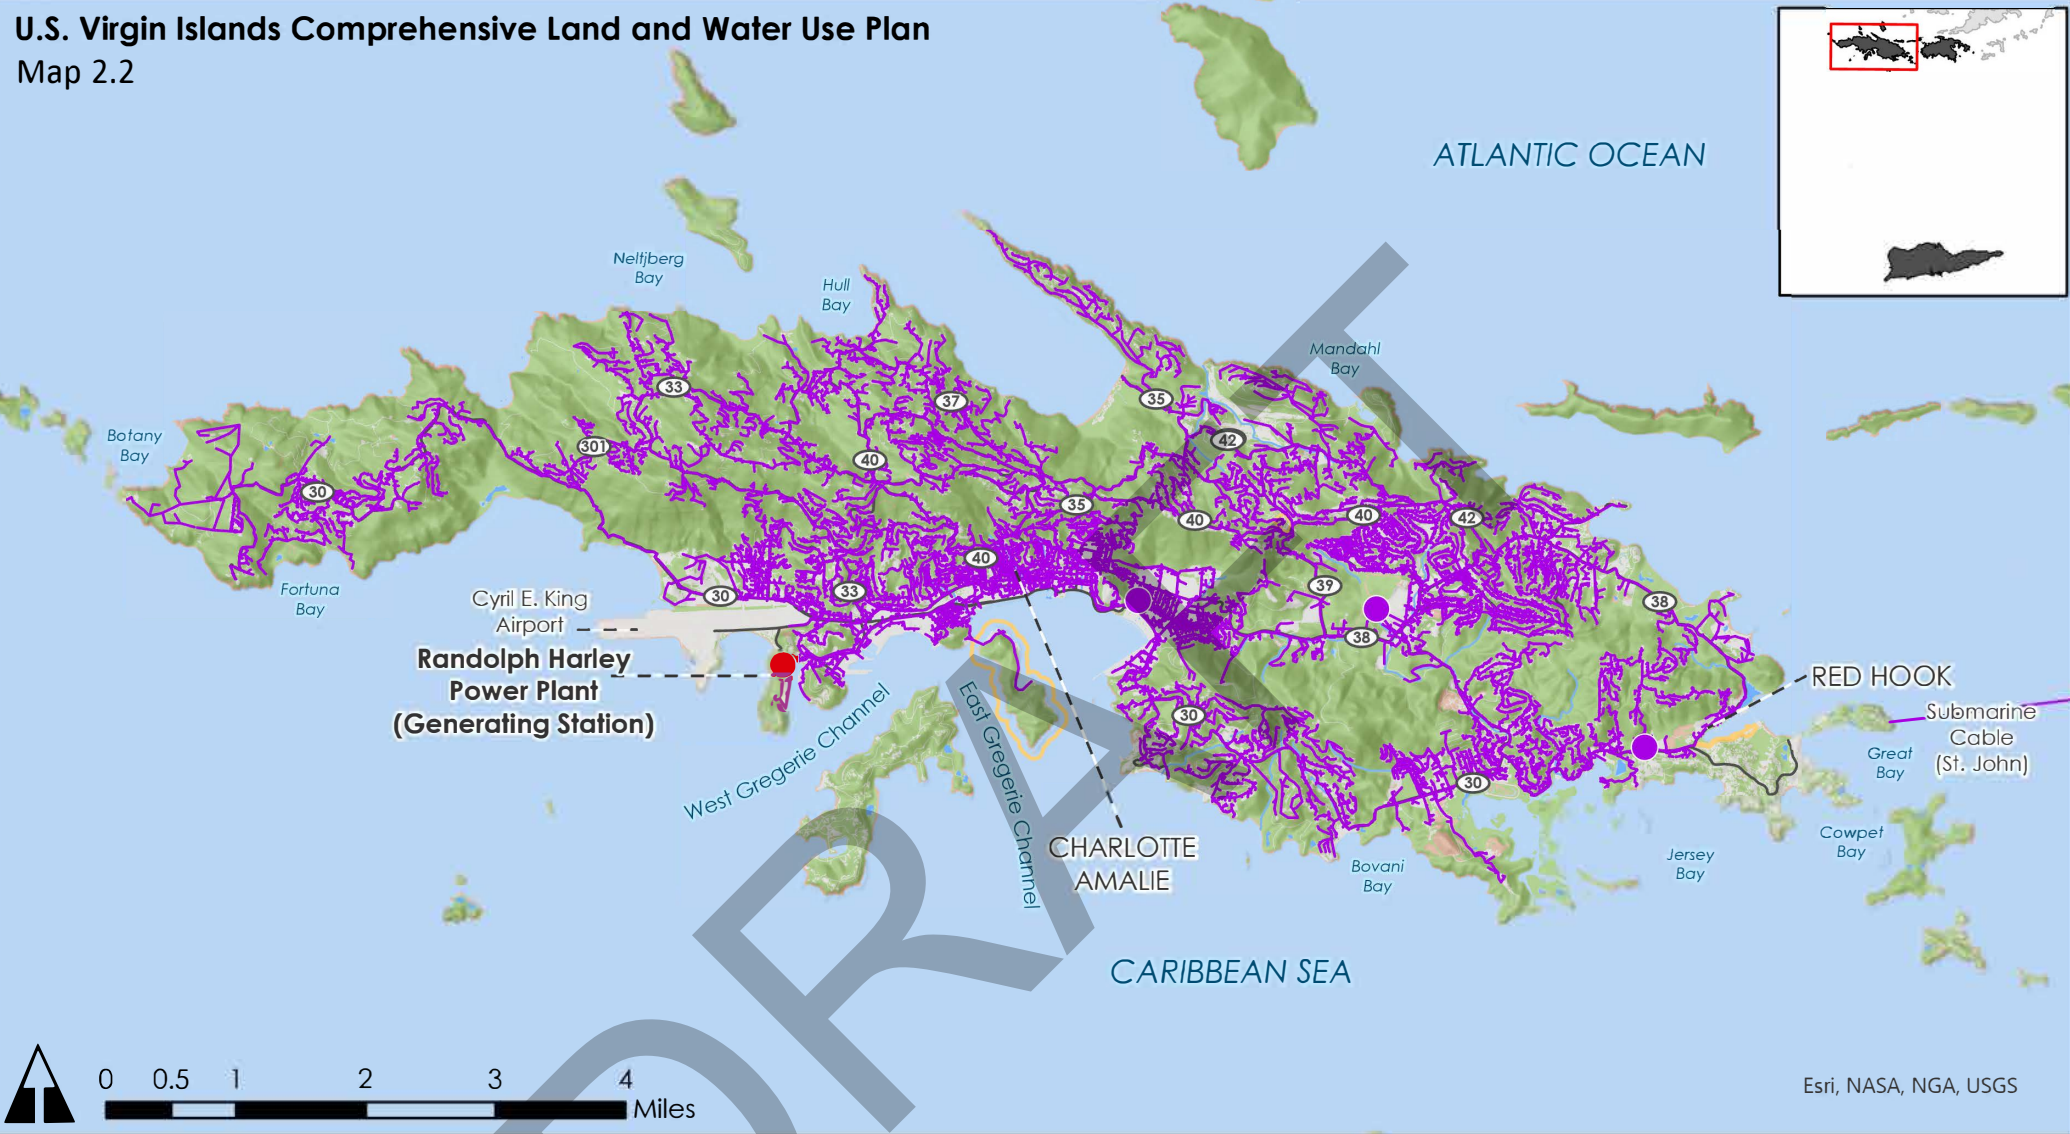 U.S. Virgin Islands Comprehensive Land and Water Use Plan
Map 2.2
ATLANTIC OCEAN
Neltjberg
Bay
Hull
Bay
Mandahl
Bay
33
37
35
42
301
40
Botany
Bay
30
35
40
40
42
40
39
Fortuna
Bay
30
33
38
38
Cyril E. King
Airport
Randolph Harley
Power Plant
(Generating Station)
West Gregerie Channel
East Gregerie Channel
30
RED HOOK
Submarine
Cable
(St. John)
Great
Bay
30
CHARLOTTE
AMALIE
Bovani
Bay
Jersey
Bay
Cowpet
Bay
CARIBBEAN SEA
DRAFT
0 0.5 1 2 3 4
Miles
Esri, NASA, NGA, USGS